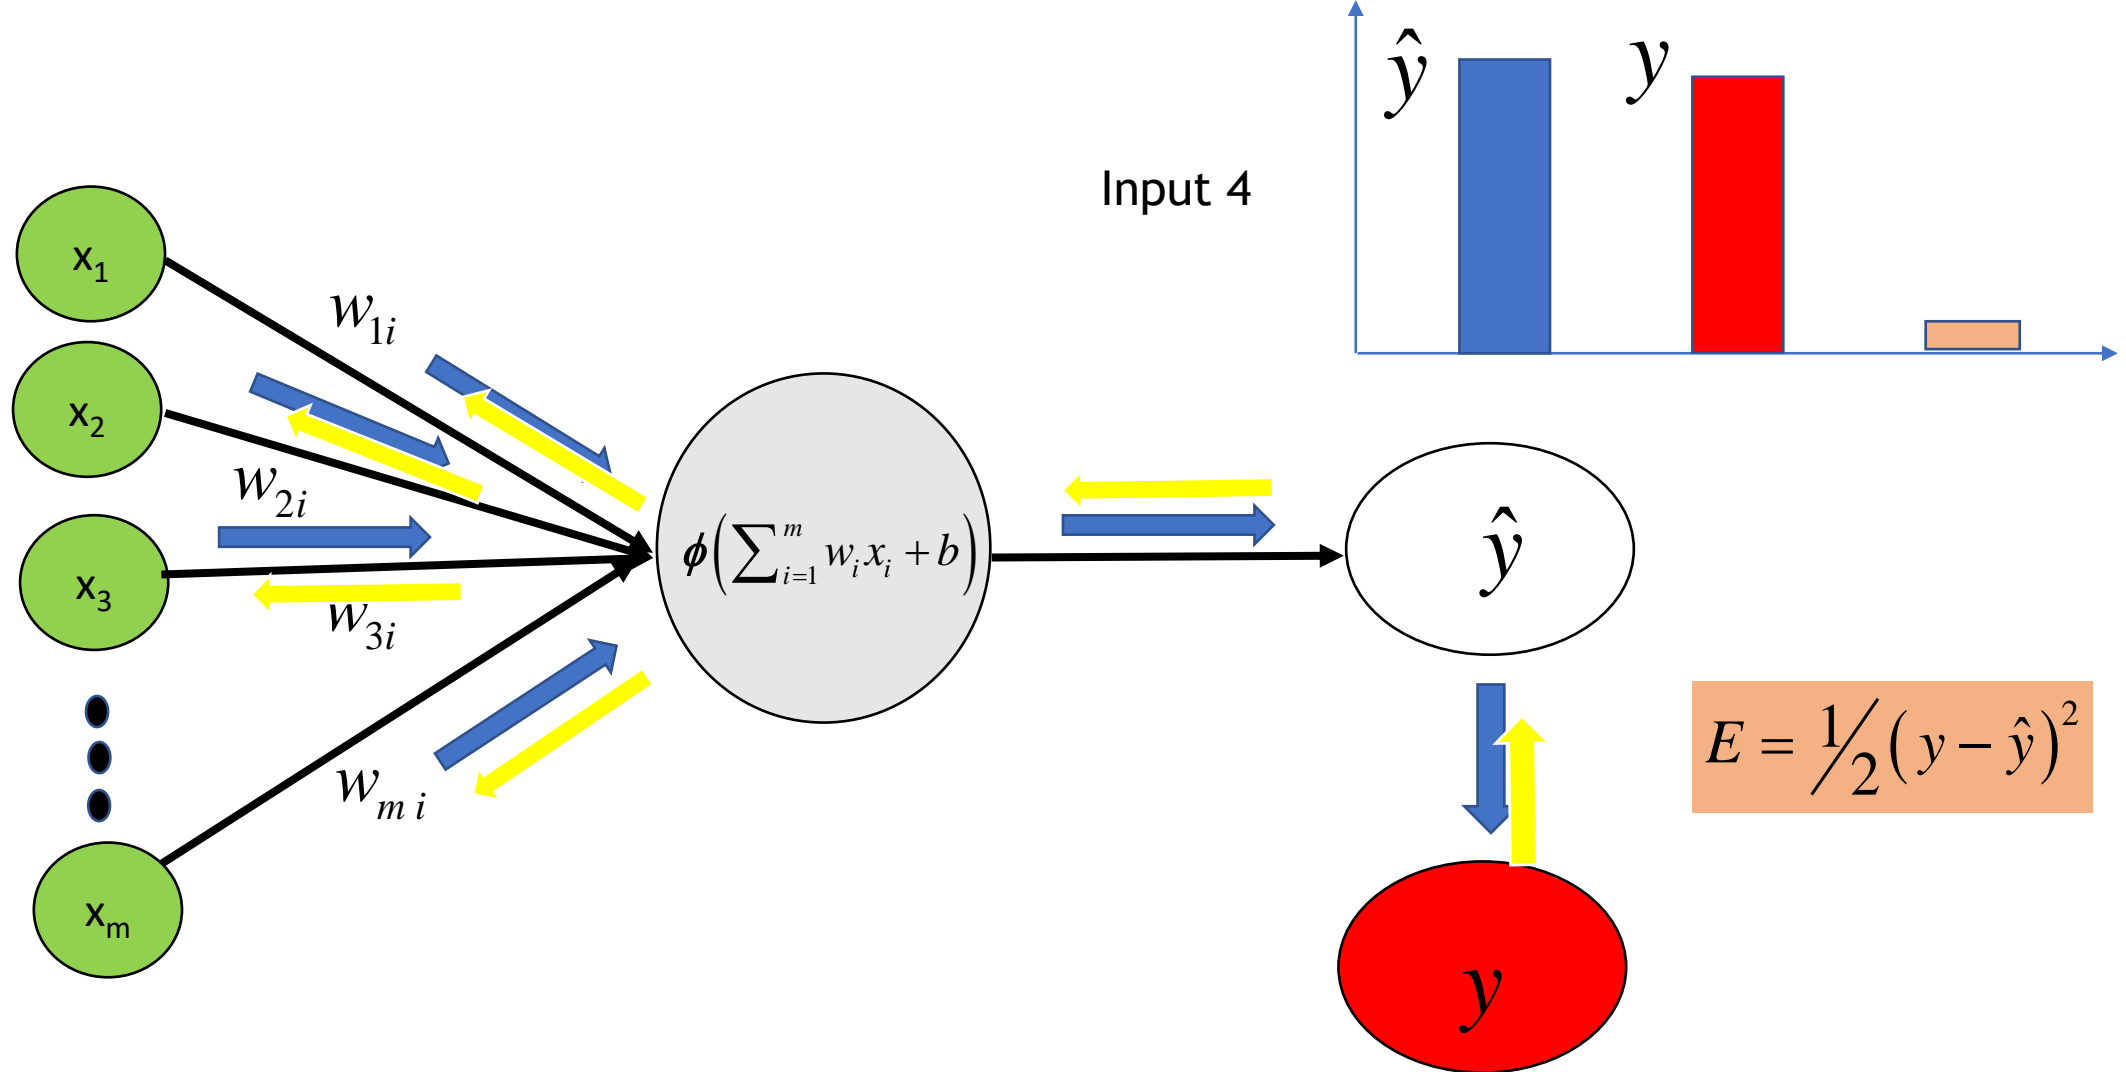 ŷ
y
Input 4
x₁
w₁ᵢ
x₂
w₂ᵢ
x₃
w₃ᵢ
ϕ(∑ᵢ₌₁ᵐ wᵢxᵢ + b)
ŷ
E = 1/2(y − ŷ)²
wₘ ᵢ
xₘ
y